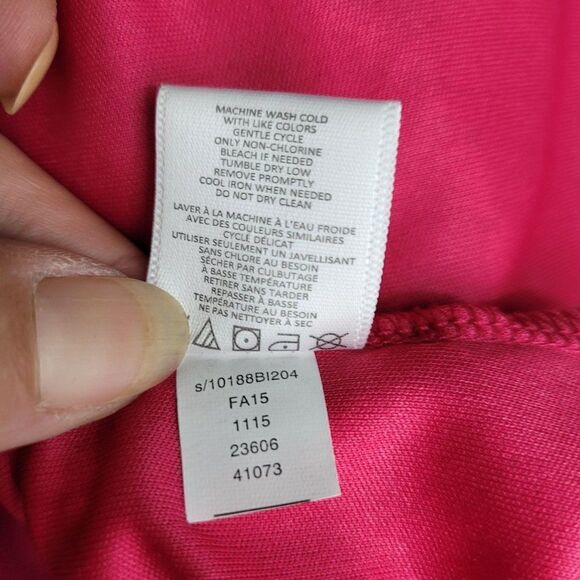 MACHINE WASH COLD
WITH LIKE COLORS
GENTLE CYCLE
ONLY NON-CHLORINE
BLEACH IF NEEDED
TUMBLE DRY LOW
REMOVE PROMPTLY
COOL IRON WHEN NEEDED
DO NOT DRY CLEAN
LAVER À LA MACHINE À L'EAU FROIDE
AVEC DES COULEURS SIMILAIRES
CYCLE DÉLICAT
UTILISER SEULEMENT UN JAVELLISANT
SANS CHLORE AU BESOIN
SÉCHER PAR CULBUTAGE
À BASSE TEMPÉRATURE
RETIRER SANS TARDER
REPASSER À BASSE
TEMPÉRATURE AU BESOIN
NE PAS NETTOYER À SEC
s/10188BI204
FA15
1115
23606
41073